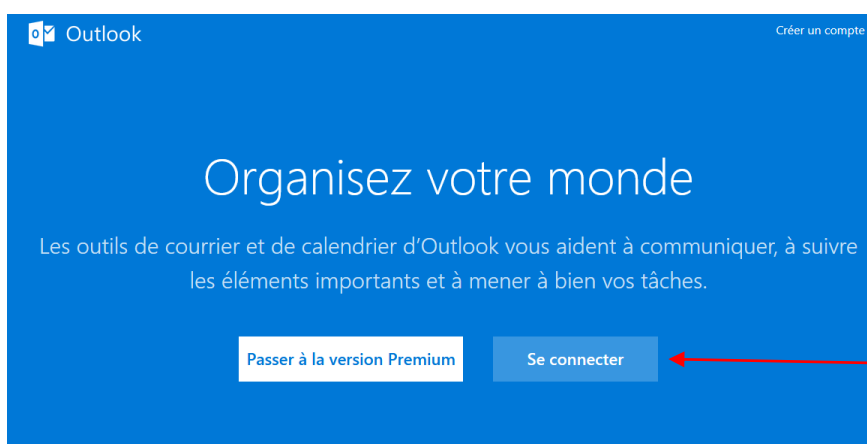 Outlook
Créer un compte
Organisez votre monde
Les outils de courrier et de calendrier d’Outlook vous aident à communiquer, à suivre
les éléments importants et à mener à bien vos tâches.
Passer à la version Premium
Se connecter